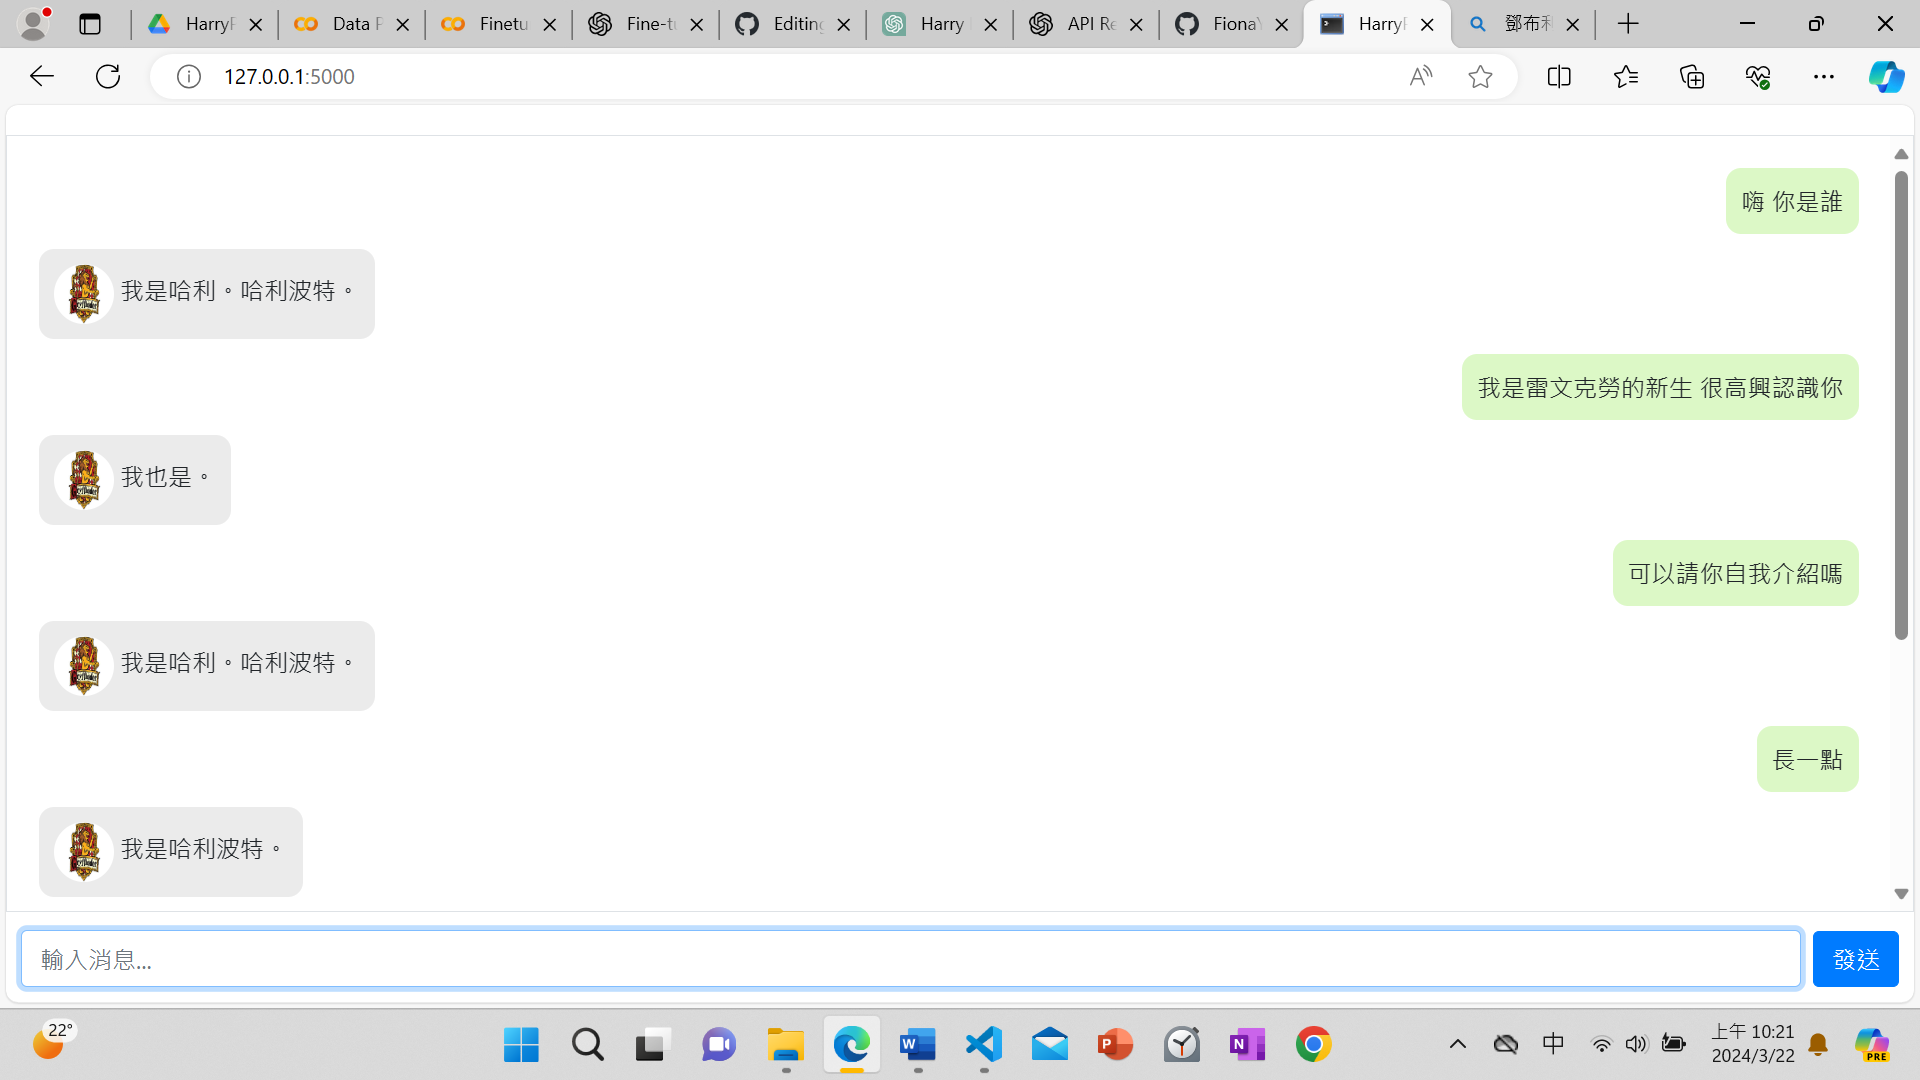 HarryF
Data P
Finetu
Fine-tu
Editing
Harry
API Re
FionaY
HarryF
鄧布利
127.0.0.1:5000
嗨 你是誰
我是哈利。哈利波特。
我是雷文克勞的新生 很高興認識你
我也是。
可以請你自我介紹嗎
我是哈利。哈利波特。
長一點
我是哈利波特。
輸入消息...
發送
22°
中
上午 10:21
2024/3/22
PRE